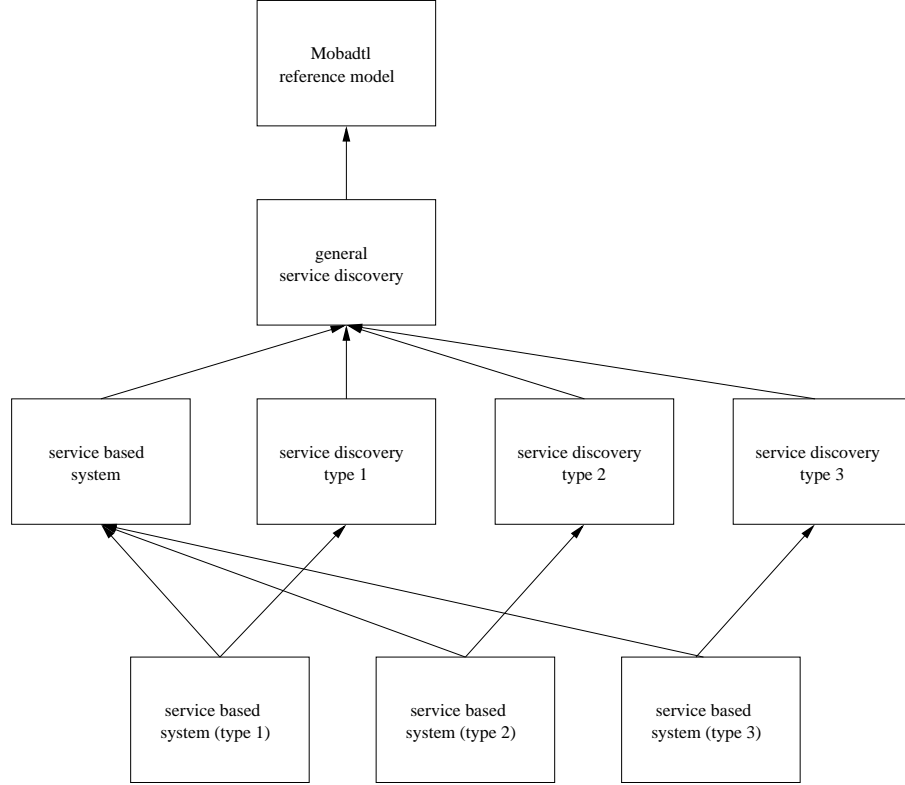 Mobadtl
reference model
general
service discovery
service based
system
service discovery
type 1
service discovery
type 2
service discovery
type 3
service based
system (type 1)
service based
system (type 2)
service based
system (type 3)